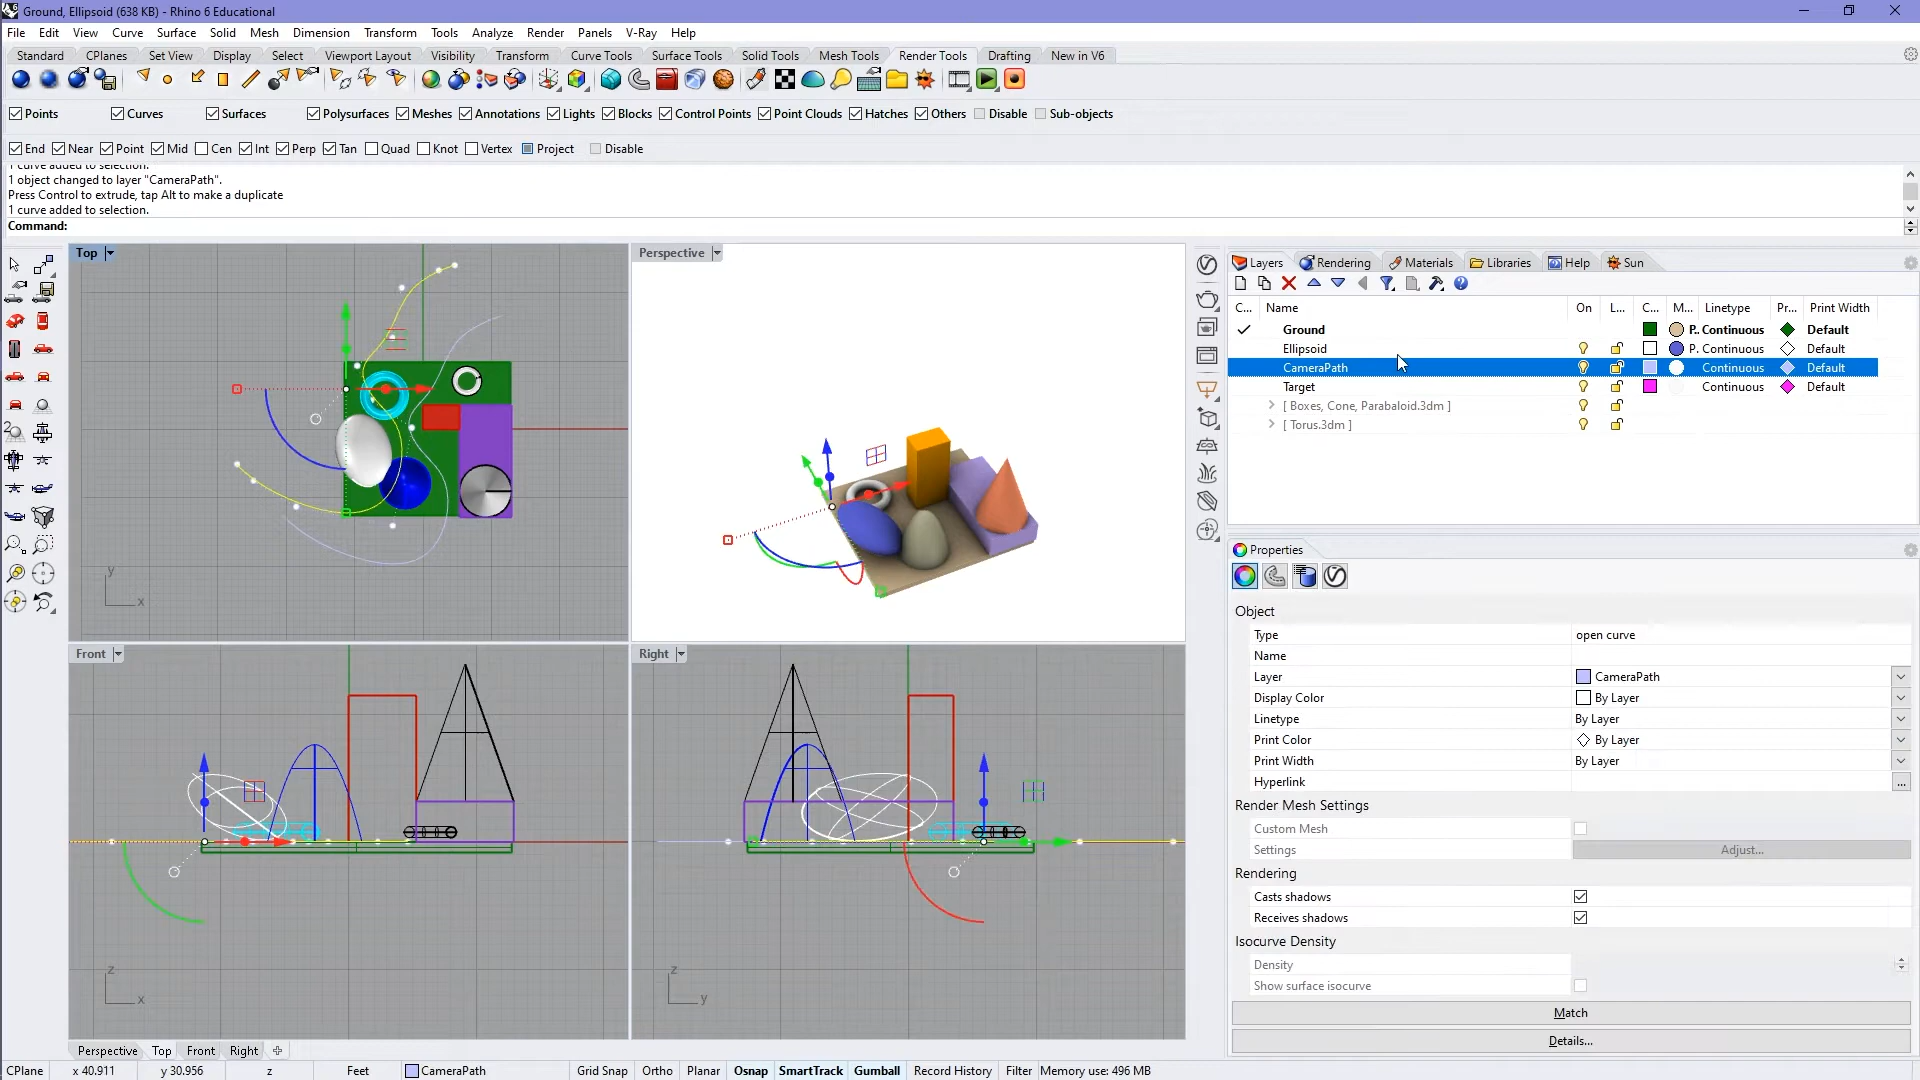 Ground, Ellipsoid (638 KB) - Rhino 6 Educational
File Edit View Curve Surface Solid Mesh Dimension Transform Tools Analyze Render Panels V-Ray Help
Standard CPlanes Set View Display Select Viewport Layout Visibility Transform Curve Tools Surface Tools Solid Tools Mesh Tools Render Tools Drafting New in V6
Points Curves Surfaces Polysurfaces Meshes Annotations Lights Blocks Control Points Point Clouds Hatches Others Disable Sub-objects
End Near Point Mid Cen Int Perp Tan Quad Knot Vertex Project Disable
1 curve added to selection.
1 object changed to layer "CameraPath".
Press Control to extrude, tap Alt to make a duplicate
1 curve added to selection.
Command:
Top
Perspective
Layers Rendering Materials Libraries Help Sun
C... Name On L... C... M... Linetype Pr... Print Width
Ground P.. Continuous Default
Ellipsoid P. Continuous Default
CameraPath Continuous Default
Target Continuous Default
[ Boxes, Cone, Parabaloid.3dm ]
[ Torus.3dm ]
Properties
Object
Type open curve
Name
Layer CameraPath
Display Color By Layer
Linetype By Layer
Print Color By Layer
Print Width By Layer
Hyperlink ...
Render Mesh Settings
Custom Mesh
Settings Adjust...
Rendering
Casts shadows
Receives shadows
Isocurve Density
Density
Show surface isocurve
Match
Details...
y
x
Front
Right
z
x
z
y
Perspective Top Front Right
CPlane x 40.911 y 30.956 z Feet CameraPath Grid Snap Ortho Planar Osnap SmartTrack Gumball Record History Filter Memory use: 496 MB